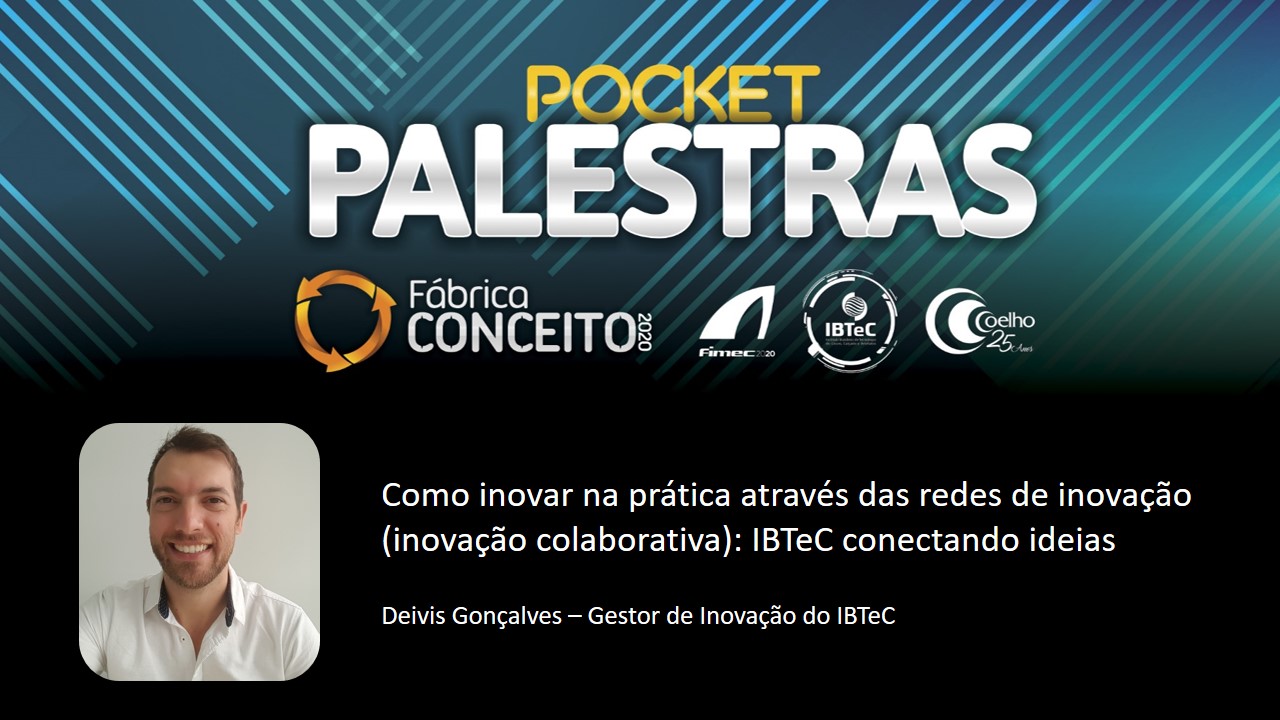 POCKET
PALESTRAS
Fábrica
CONCEITO 2020
Fimec 2020
IBTeC
Coelho
25 Anos
Como inovar na prática através das redes de inovação
(inovação colaborativa): IBTeC conectando ideias
Deivis Gonçalves – Gestor de Inovação do IBTeC